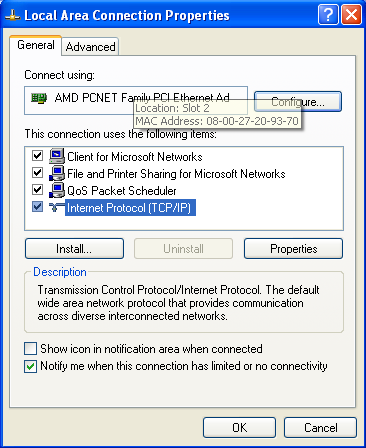 Local Area Connection Properties
General
Advanced
Connect using:
AMD PCNET Family PCI Ethernet Ad
Configure...
Location: Slot 2
MAC Address: 08-00-27-20-93-70
This connection uses the following items:
Client for Microsoft Networks
File and Printer Sharing for Microsoft Networks
QoS Packet Scheduler
Internet Protocol (TCP/IP)
Install...
Uninstall
Properties
Description
Transmission Control Protocol/Internet Protocol. The default
wide area network protocol that provides communication
across diverse interconnected networks.
Show icon in notification area when connected
Notify me when this connection has limited or no connectivity
OK
Cancel